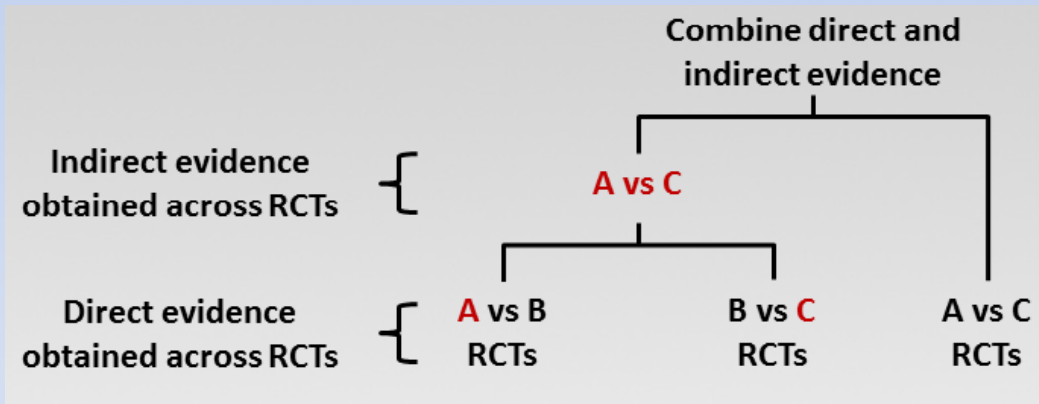 Combine direct and
indirect evidence
Indirect evidence
obtained across RCTs
A vs C
Direct evidence
obtained across RCTs
A vs B
RCTs
B vs C
RCTs
A vs C
RCTs